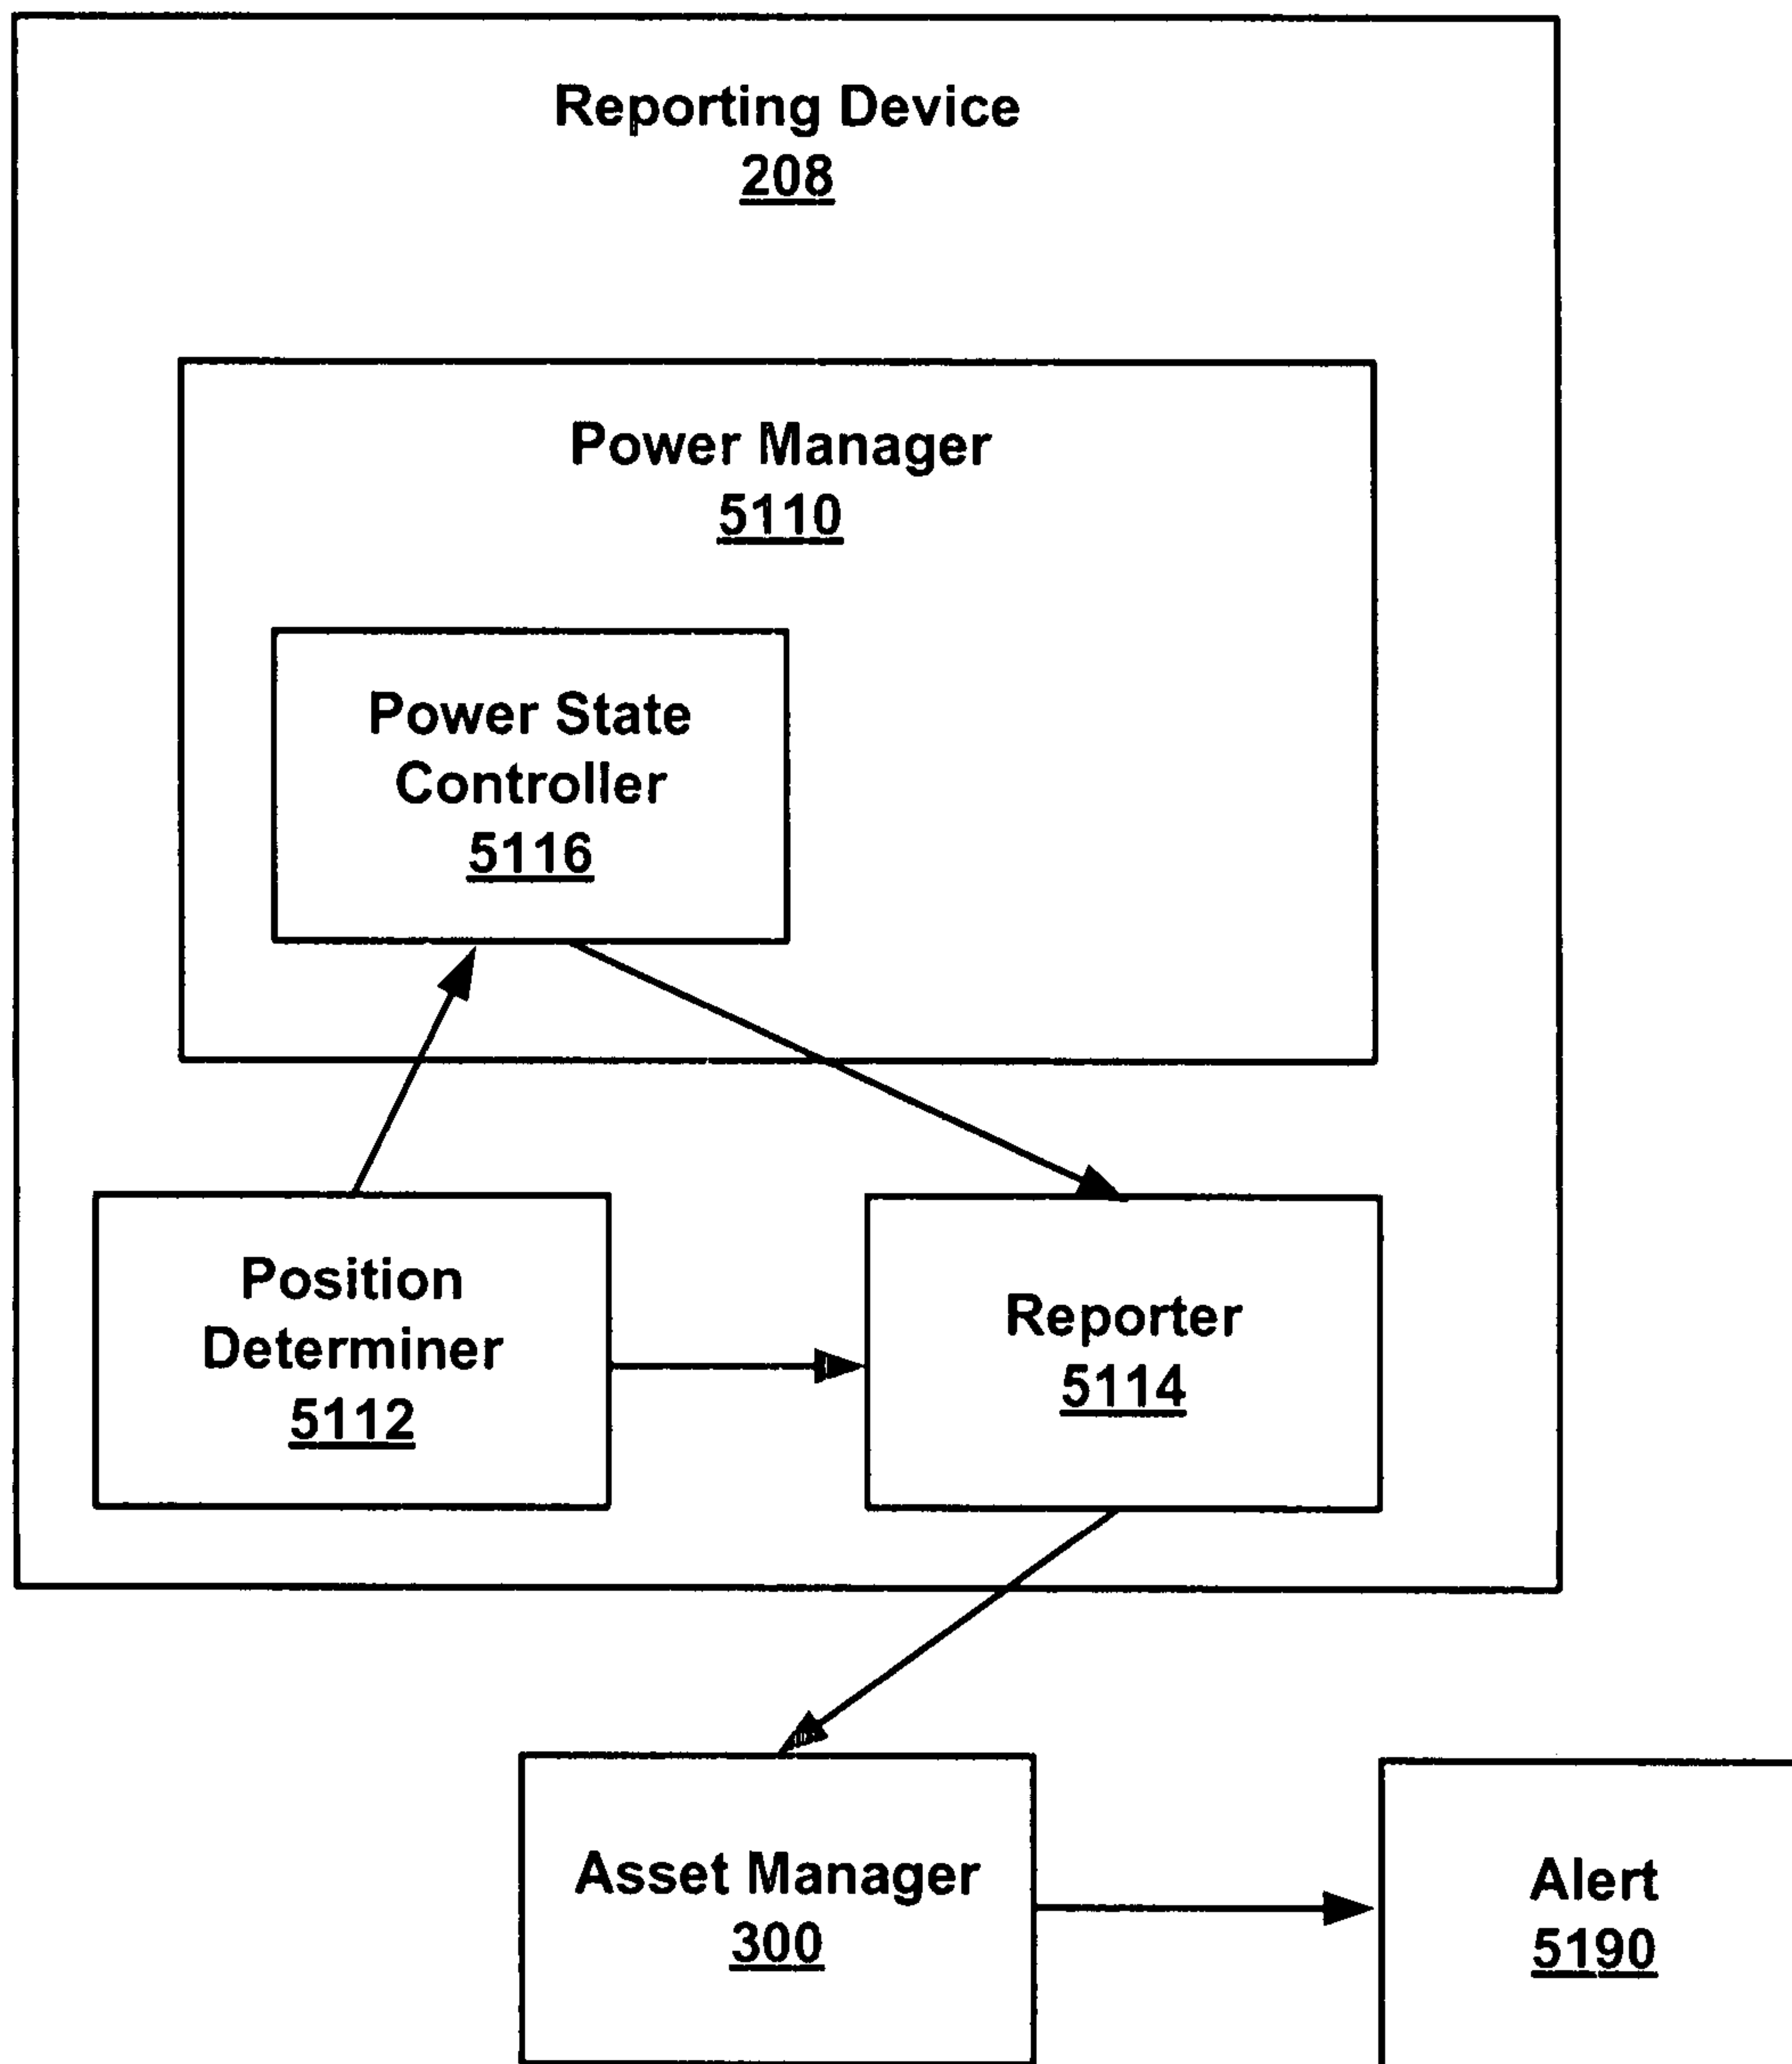 Reporting Device
208
Power Manager
5110
Power State
Controller
5116
Position
Determiner
5112
Reporter
5114
Asset Manager
300
Alert
5190